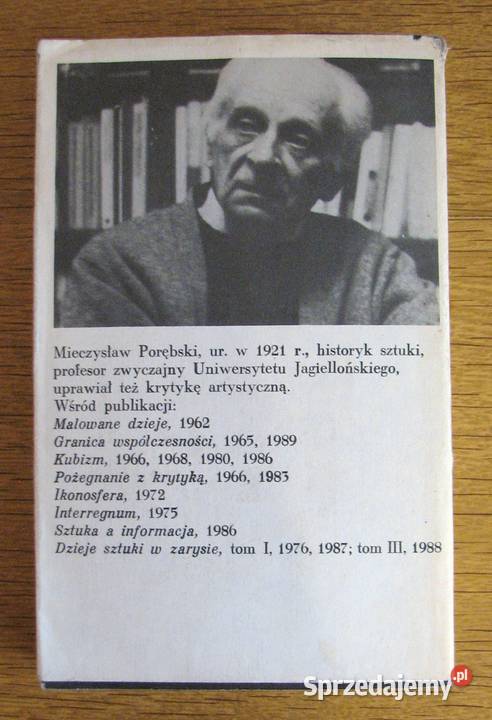 Mieczysław Porębski, ur. w 1921 r., historyk sztuki,
profesor zwyczajny Uniwersytetu Jagiellońskiego,
uprawiał też krytykę artystyczną.
Wśród publikacji:
Malowane dzieje, 1962
Granica współczesności, 1965, 1989
Kubizm, 1966, 1968, 1980, 1986
Pożegnanie z krytyką, 1966, 1983
Ikonosfera, 1972
Interregnum, 1975
Sztuka a informacja, 1986
Dzieje sztuki w zarysie, tom I, 1976, 1987; tom III, 1988
Sprzedajemy.pl